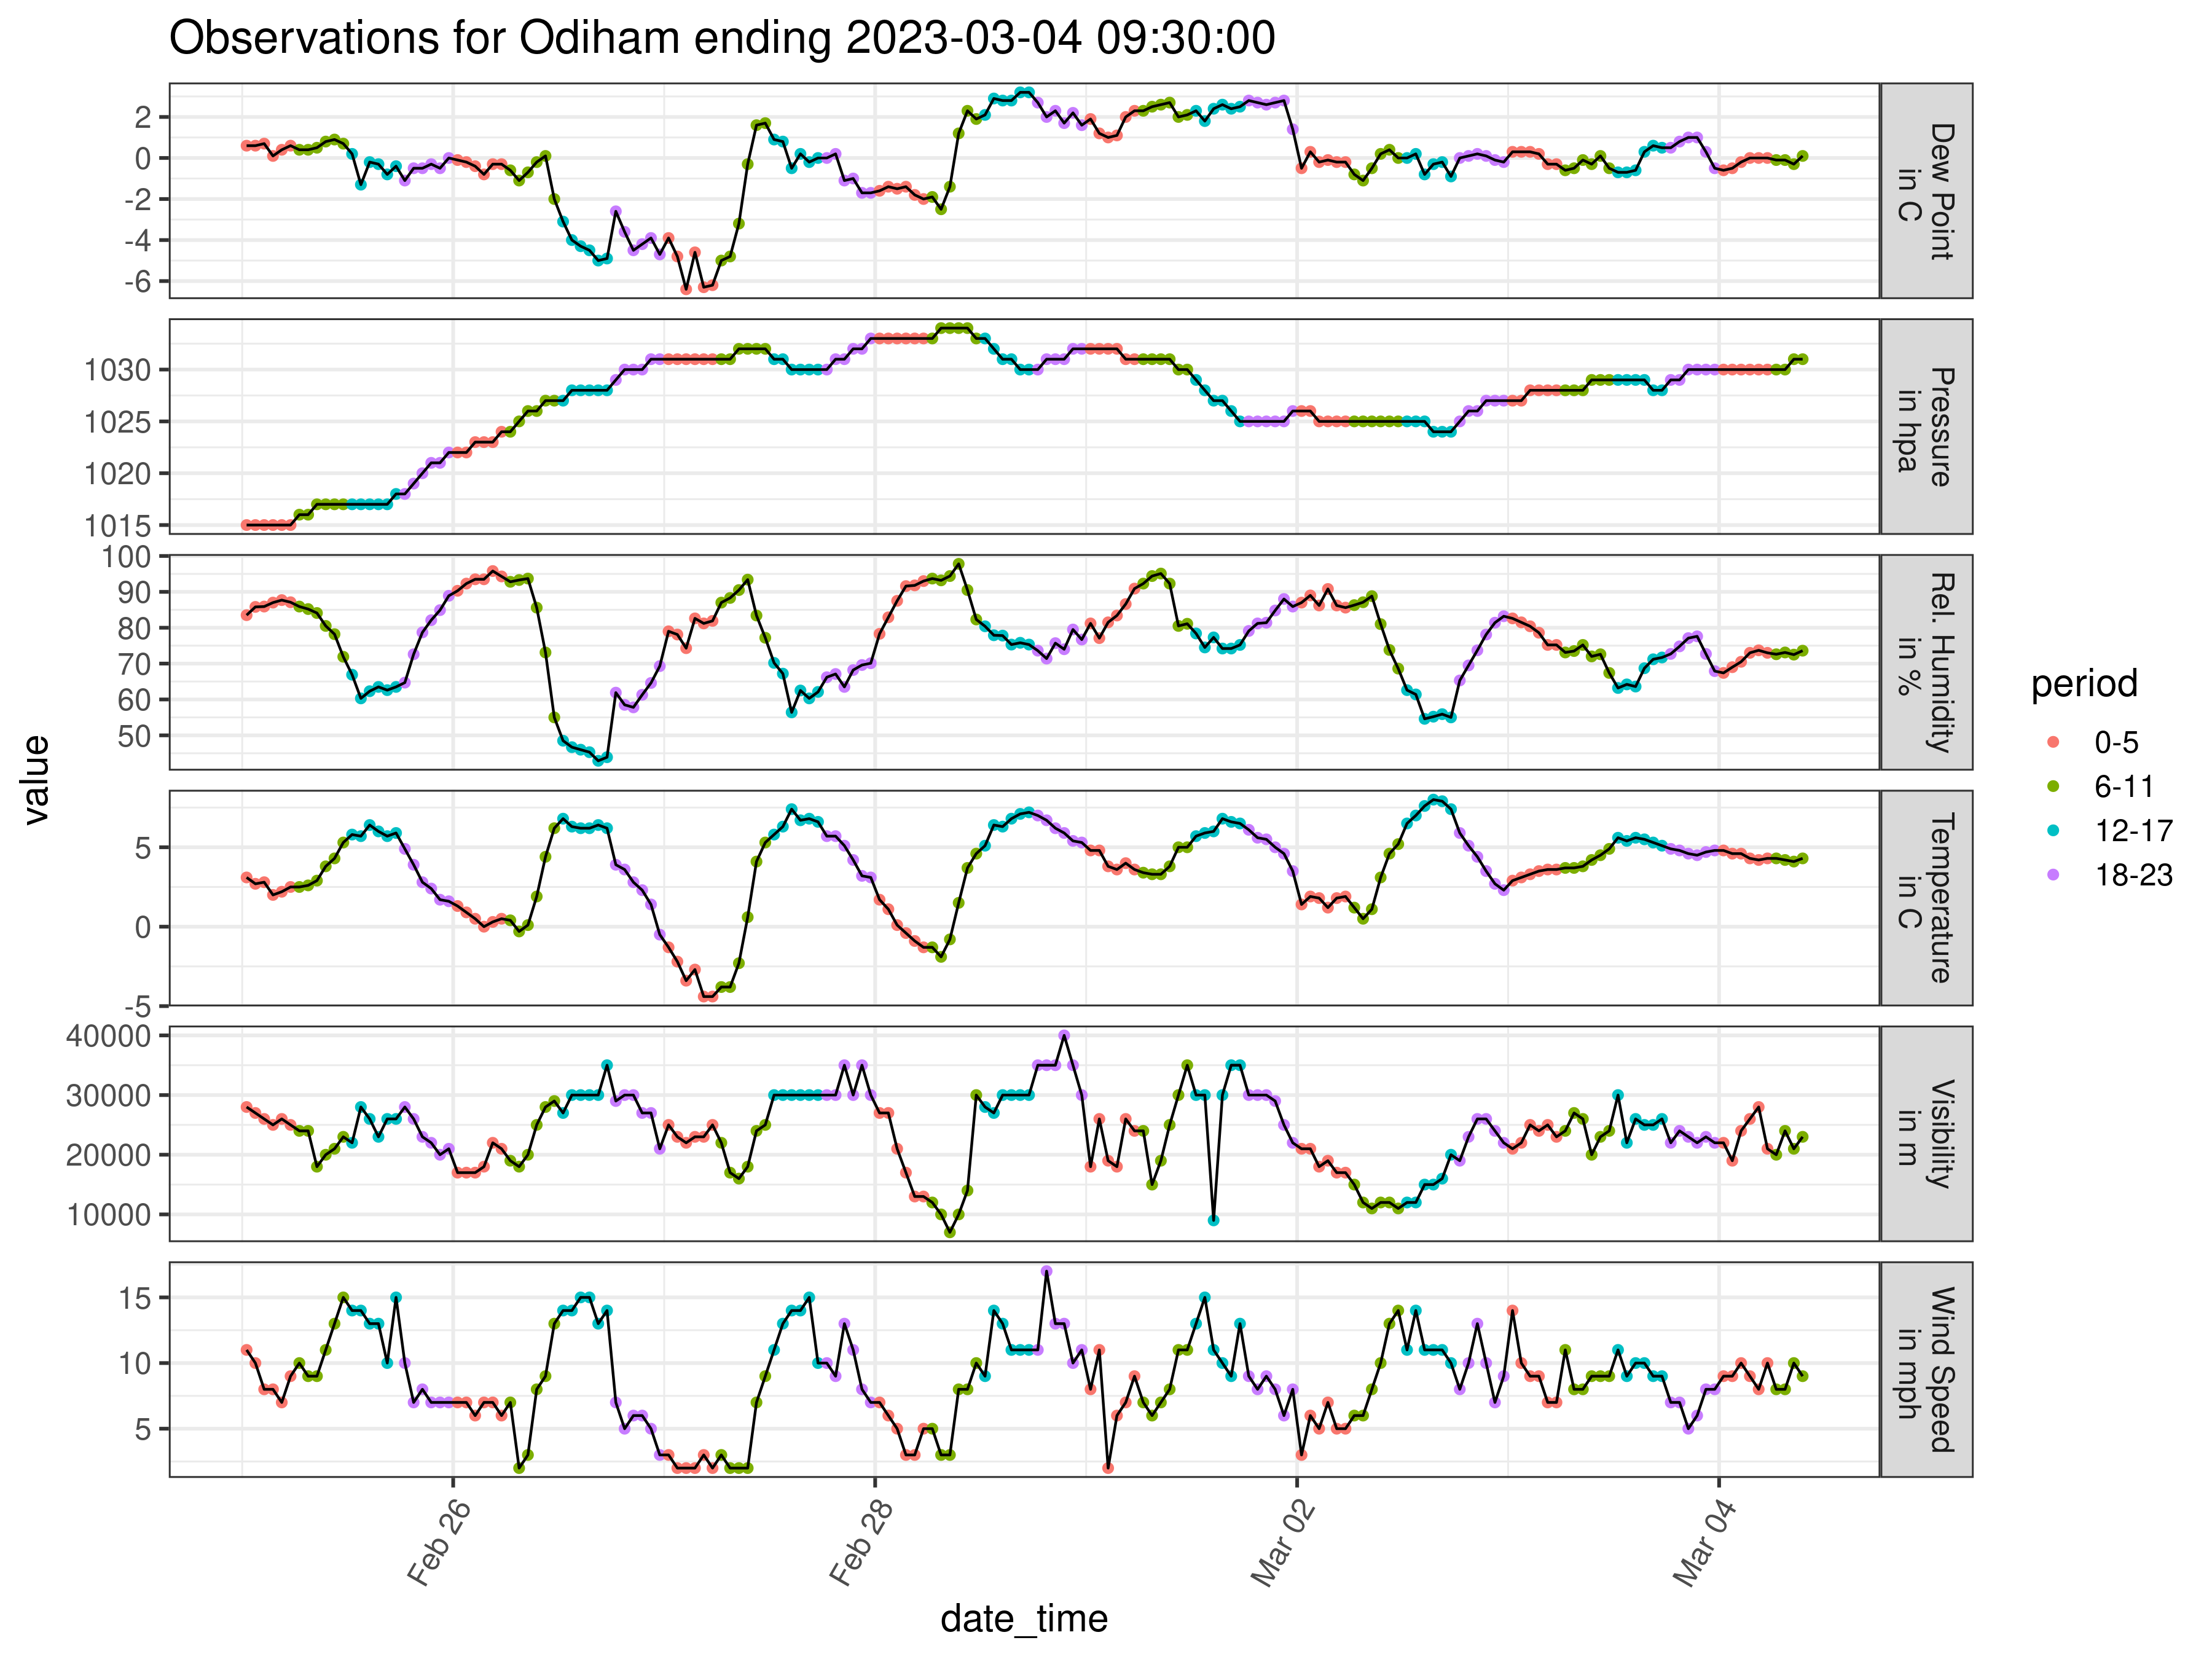 Observations for Odiham ending 2023-03-04 09:30:00
value
2
0
-2
-4
-6
Dew Point
in C
1030
1025
1020
1015
Pressure
in hpa
100
90
80
70
60
50
Rel. Humidity
in %
5
0
-5
Temperature
in C
40000
30000
20000
10000
Visibility
in m
15
10
5
Wind Speed
in mph
Feb 26
Feb 28
Mar 02
Mar 04
date_time
period
0-5
6-11
12-17
18-23